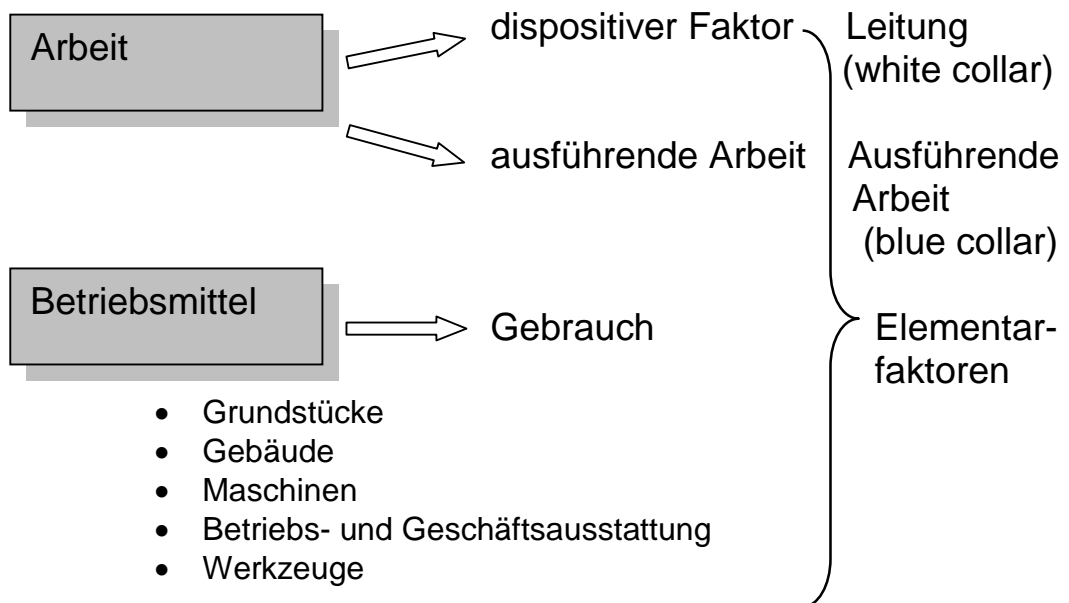 Arbeit
dispositiver Faktor
Leitung
(white collar)
ausführende Arbeit
Ausführende
Arbeit
(blue collar)
Betriebsmittel
Gebrauch
Elementar-
faktoren
• Grundstücke
• Gebäude
• Maschinen
• Betriebs- und Geschäftsausstattung
• Werkzeuge